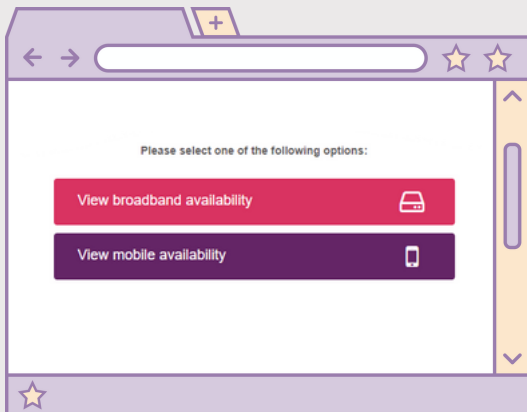 Please select one of the following options:
View broadband availability
View mobile availability